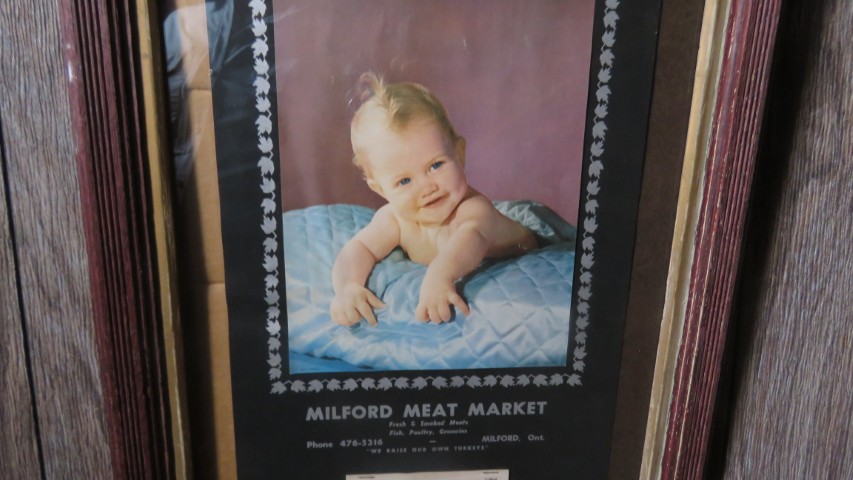 MILFORD MEAT MARKET
Fresh & Smoked Meats
Fish, Poultry, Groceries
Phone 476-5316 — MILFORD, Ont.
"WE RAISE OUR OWN TURKEYS"